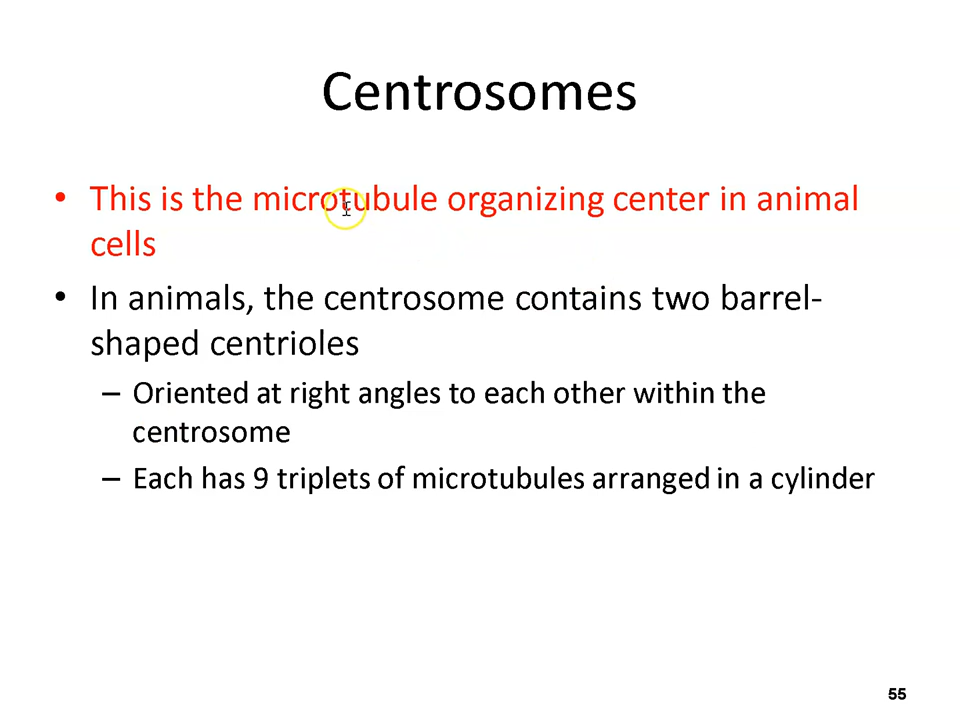 Centrosomes
• This is the microtubule organizing center in animal
cells
• In animals, the centrosome contains two barrel-
shaped centrioles
– Oriented at right angles to each other within the
centrosome
– Each has 9 triplets of microtubules arranged in a cylinder
55